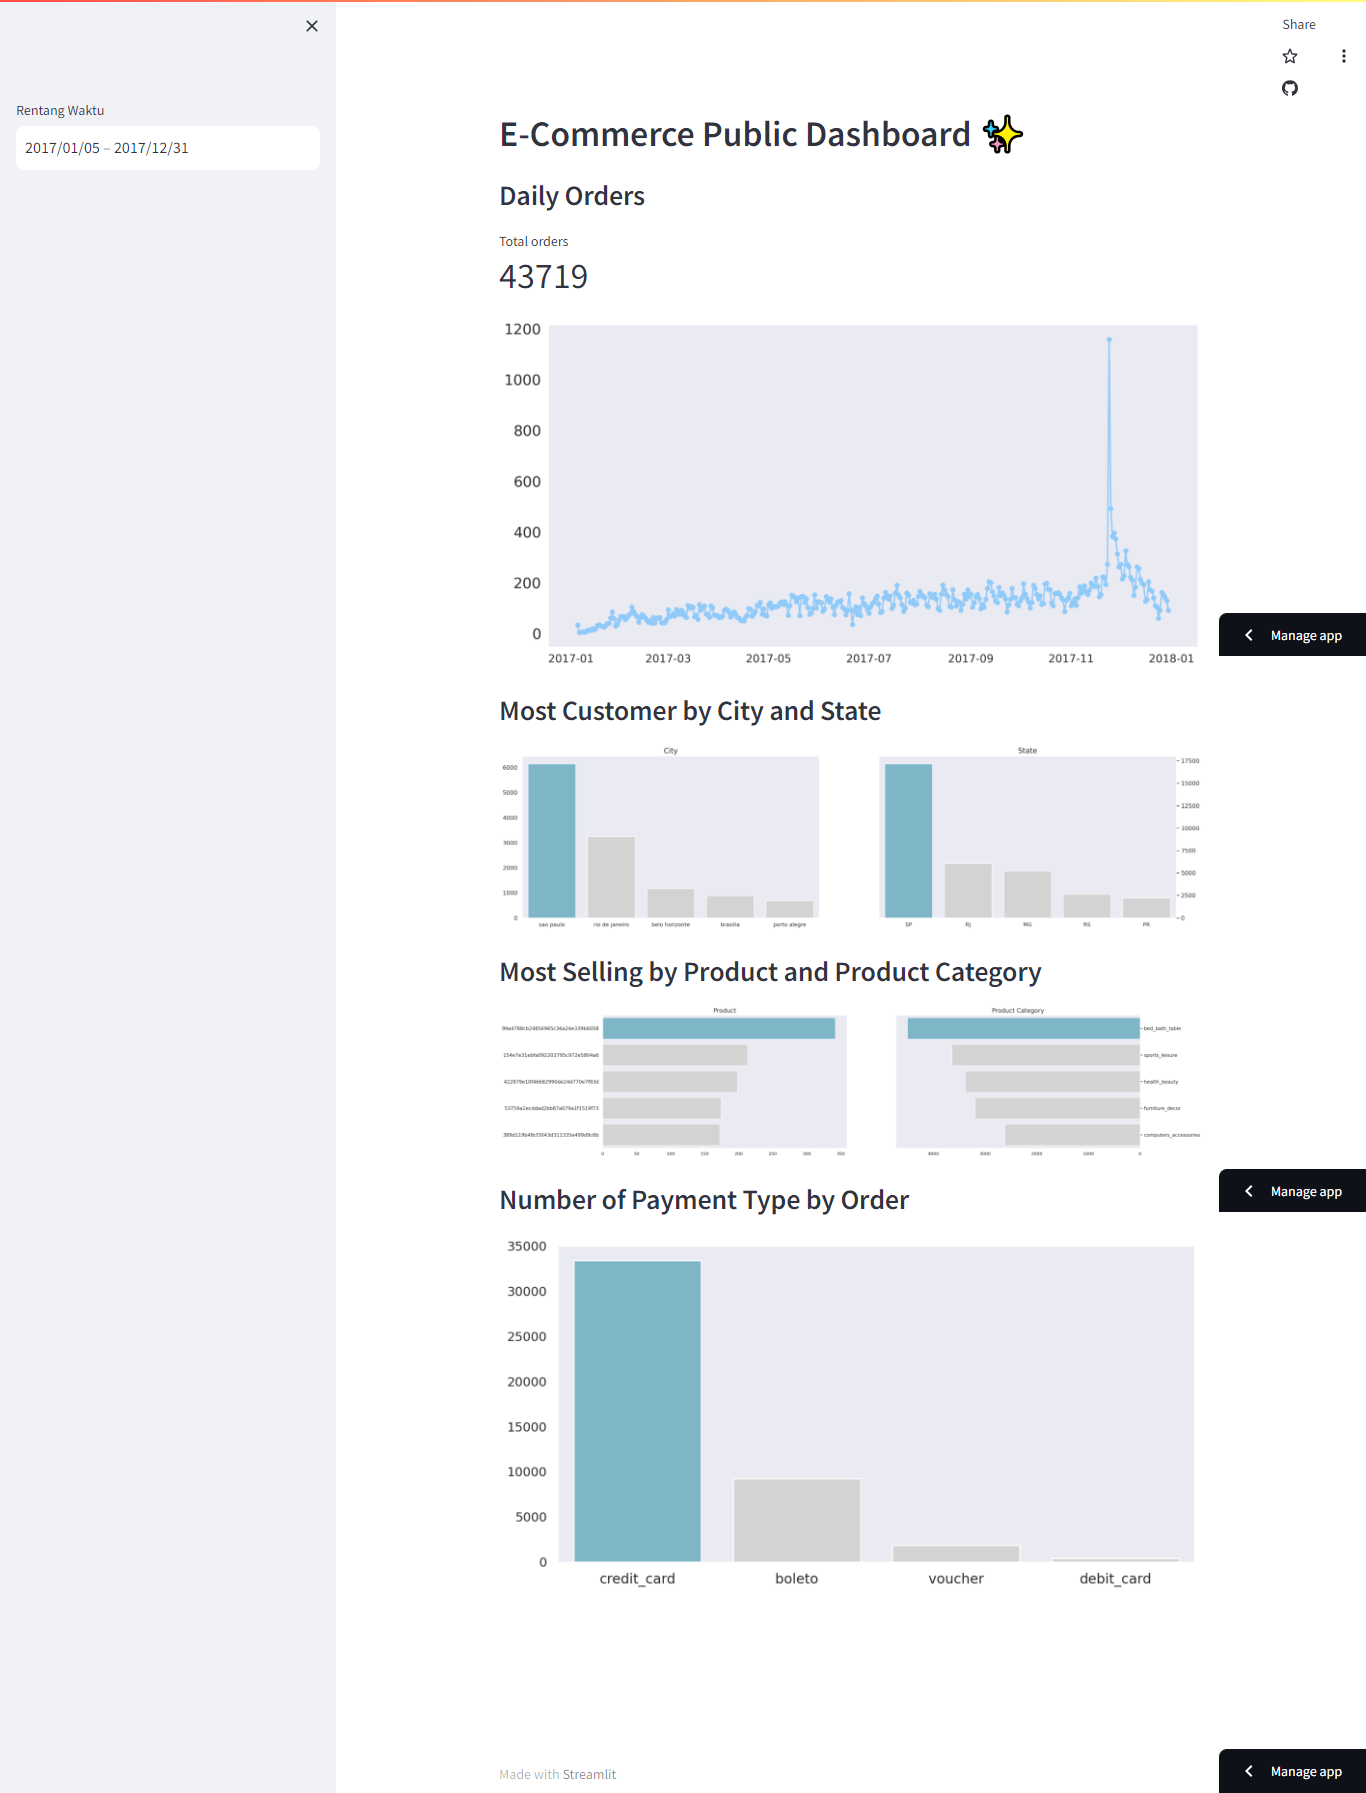 Share
Rentang Waktu
2017/01/05 – 2017/12/31
E-Commerce Public Dashboard
Daily Orders
Total orders
43719
1200
1000
800
600
400
200
0
2017-01 2017-03 2017-05 2017-07 2017-09 2017-11 2018-01
Manage app
Most Customer by City and State
City
6000
5000
4000
3000
2000
1000
0
sao paulo rio de janeiro belo horizonte brasilia porto alegre
State
17500
15000
12500
10000
7500
5000
2500
0
SP RJ MG RS PR
Most Selling by Product and Product Category
Product
0 50 100 150 200 250 300 350
Product Category
bed_bath_table
sports_leisure
health_beauty
furniture_decor
computers_accessories
4000 3000 2000 1000 0
Manage app
Number of Payment Type by Order
35000
30000
25000
20000
15000
10000
5000
0
credit_card boleto voucher debit_card
Made with Streamlit
Manage app